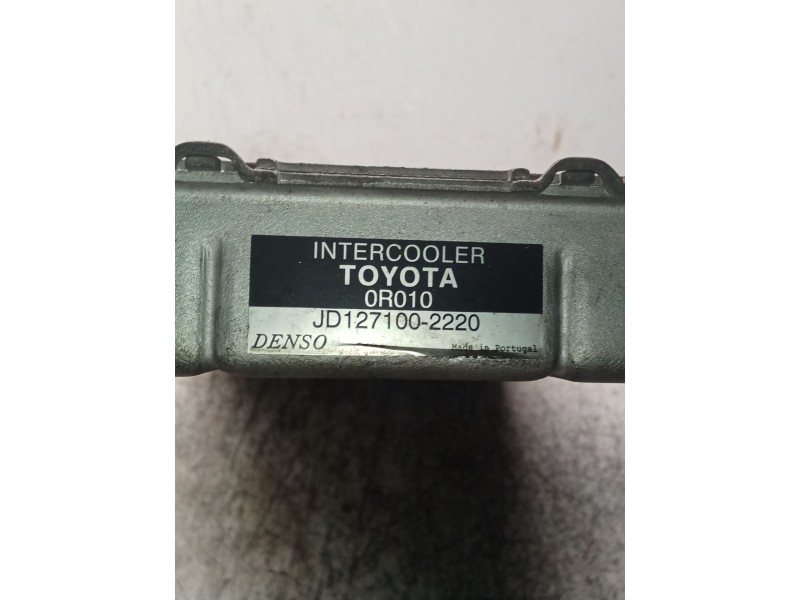 INTERCOOLER
TOYOTA
0R010
JD127100-2220
DENSO
Made in Portugal